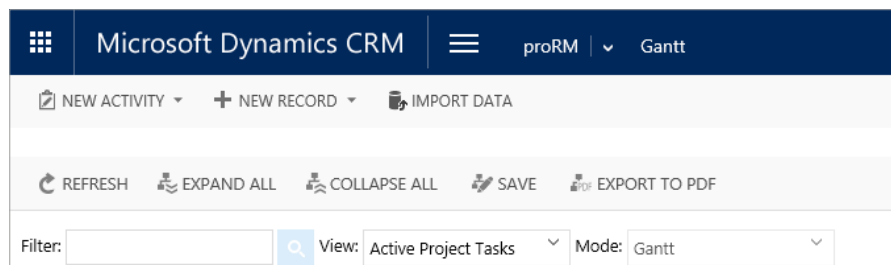 Microsoft Dynamics CRM proRM Gantt
NEW ACTIVITY NEW RECORD IMPORT DATA
REFRESH EXPAND ALL COLLAPSE ALL SAVE PDF EXPORT TO PDF
Filter: View: Active Project Tasks Mode: Gantt